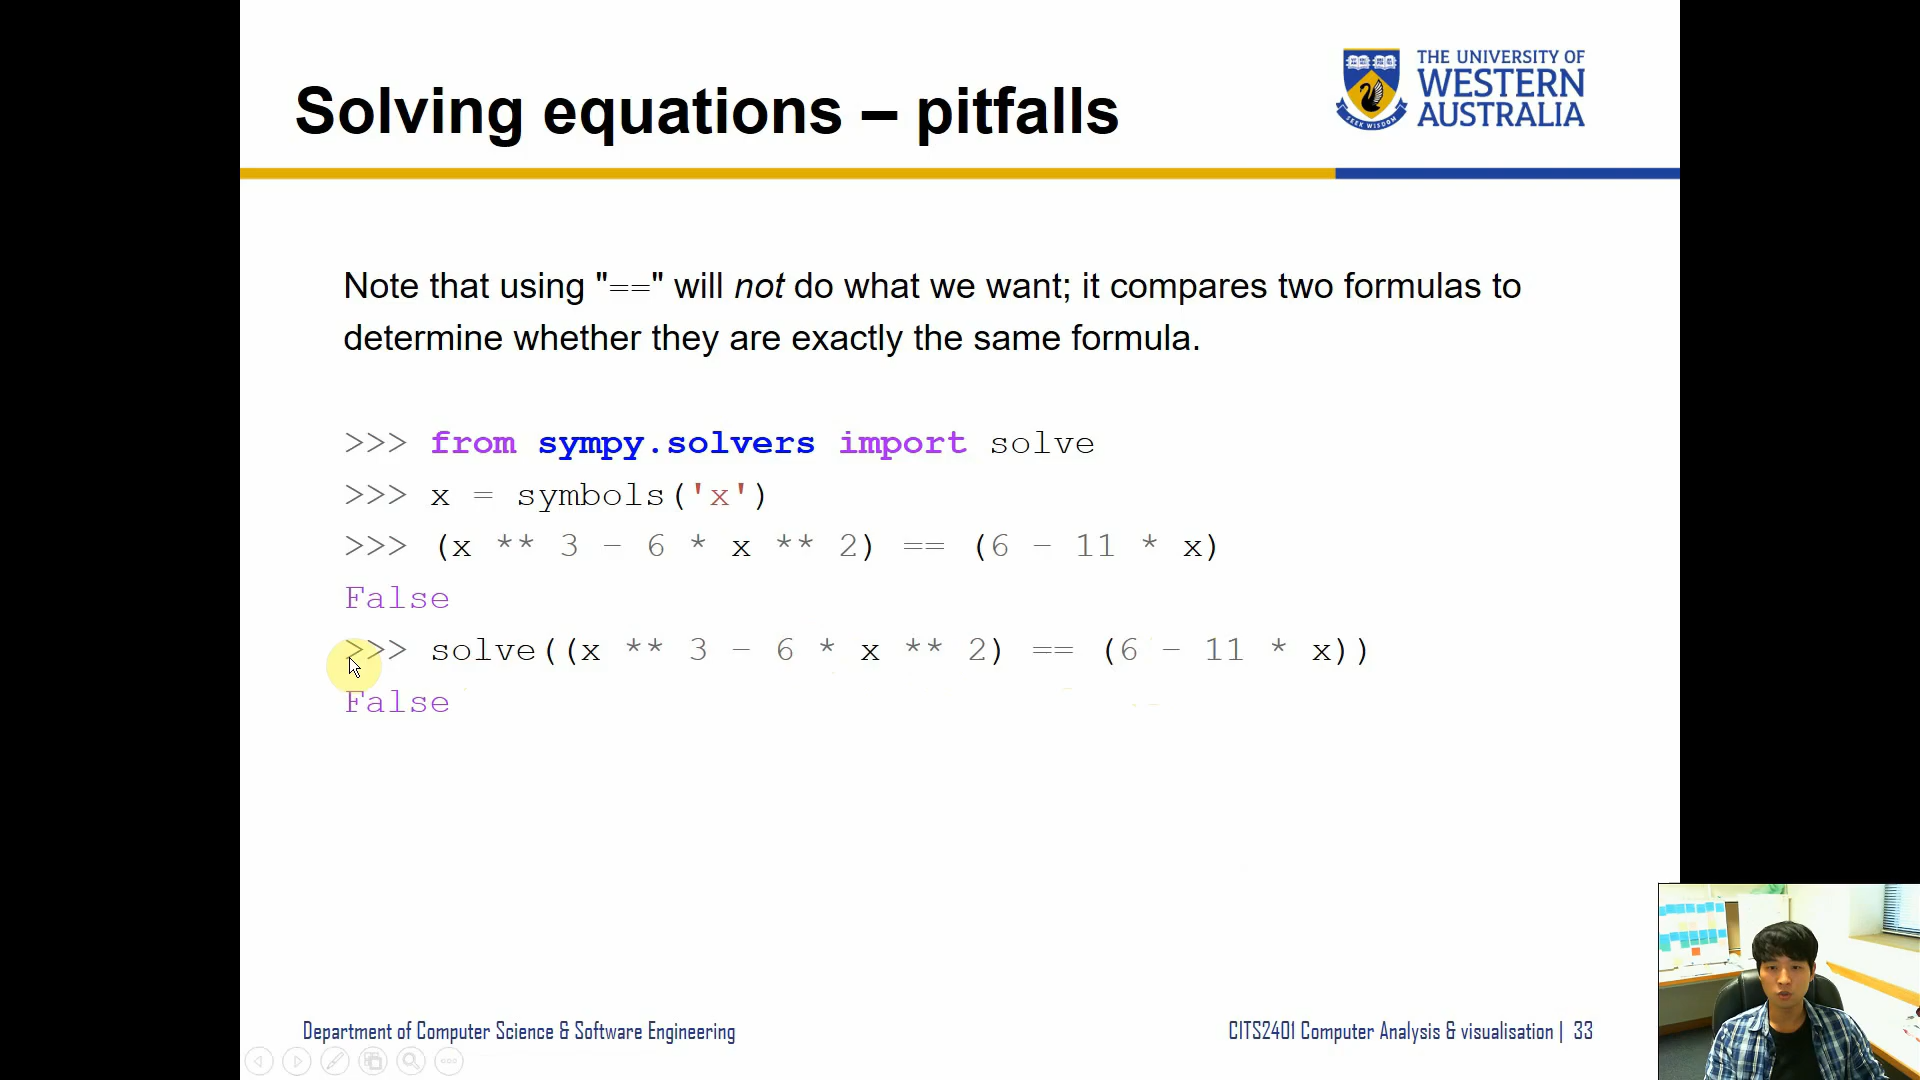 Solving equations – pitfalls
THE UNIVERSITY OF
WESTERN
AUSTRALIA
SEEK WISDOM
Note that using "==" will not do what we want; it compares two formulas to
determine whether they are exactly the same formula.
>>> from sympy.solvers import solve
>>> x = symbols('x')
>>> (x ** 3 - 6 * x ** 2) == (6 - 11 * x)
False
>>> solve((x ** 3 - 6 * x ** 2) == (6 - 11 * x))
False
Department of Computer Science & Software Engineering
CITS2401 Computer Analysis & visualisation | 33